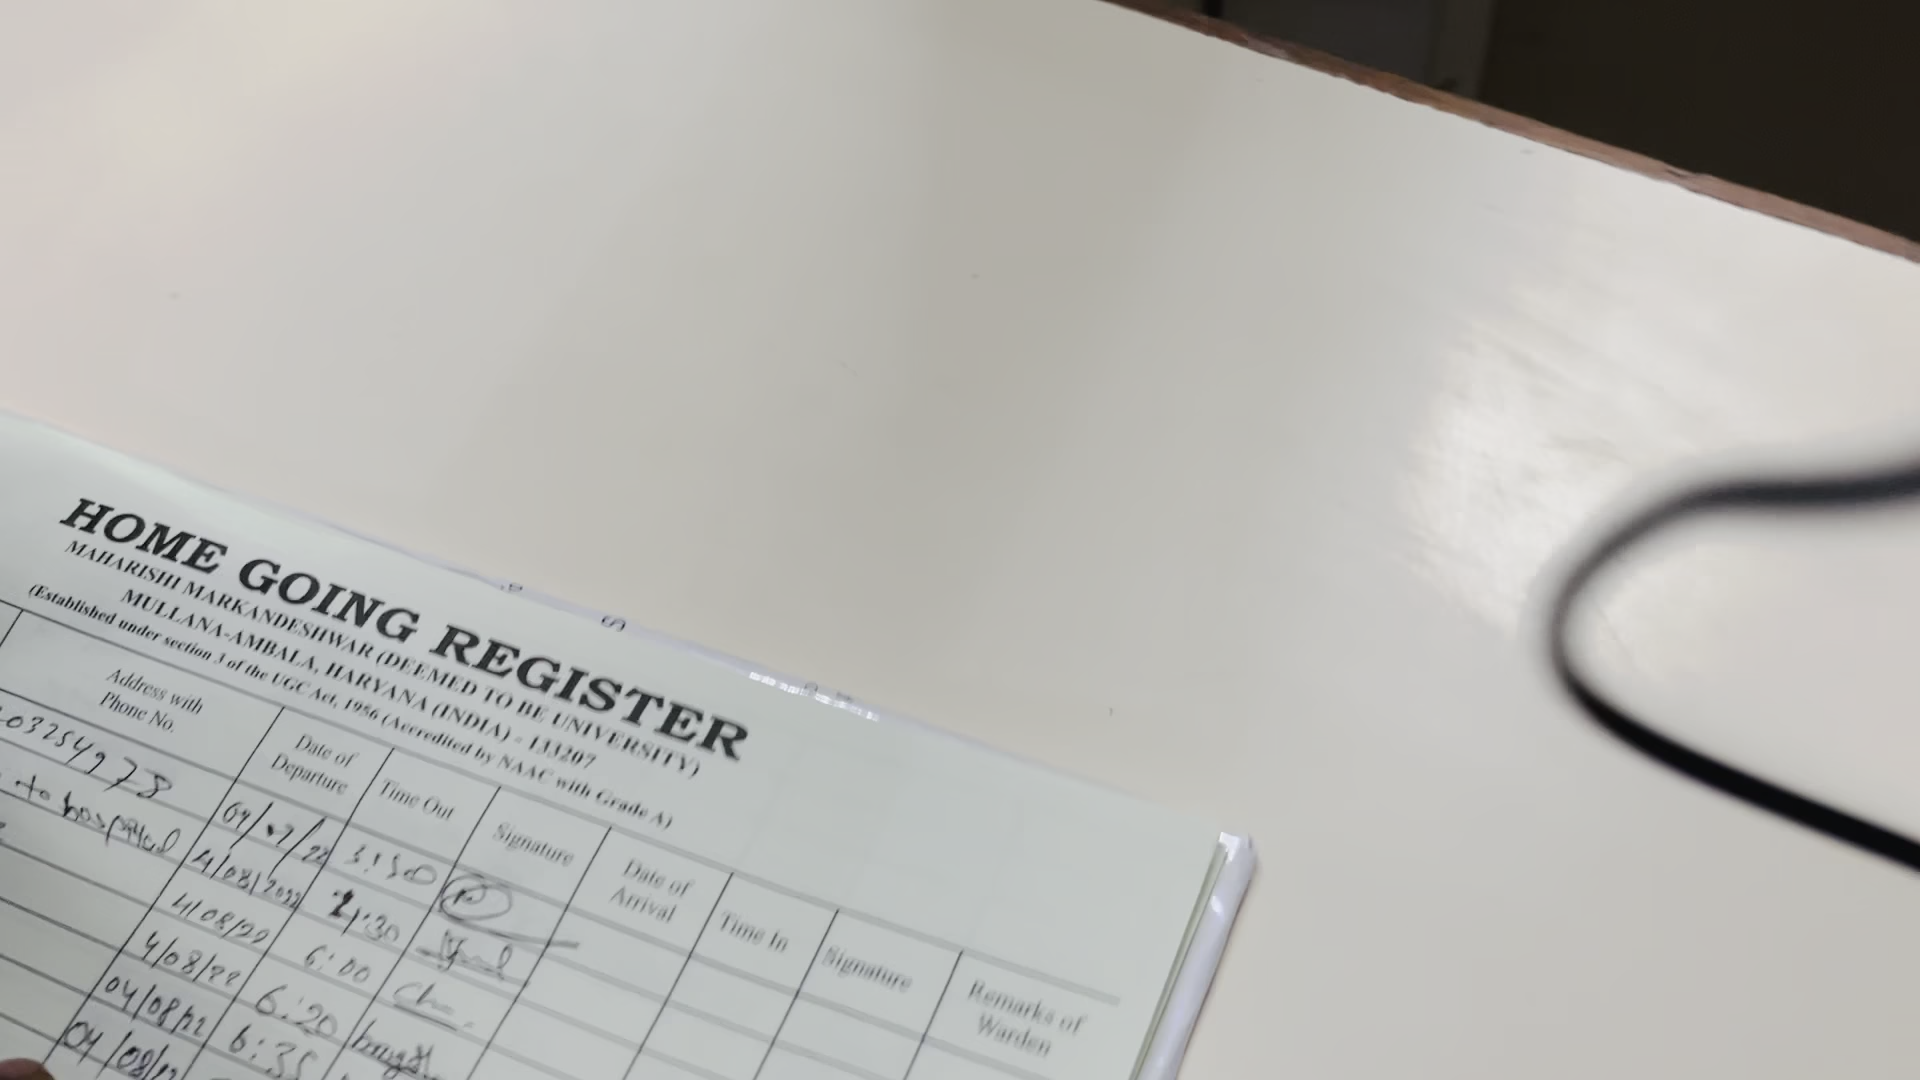 HOME GOING REGISTER
MAHARISHI MARKANDESHWAR (DEEMED TO BE UNIVERSITY)
MULLANA-AMBALA, HARYANA (INDIA) - 133207
(Established under section 3 of the UGC Act, 1956 (Accredited by NAAC with Grade A)
Address with Phone No. Date of Departure Time Out Signature Date of Arrival Time In Signature Remarks of Warden
03254978 3:30
to hospital 4/08/2022 :30
4/08/22 6:00
4/08/22 6:20
04/08/22 6:35
04/08/22